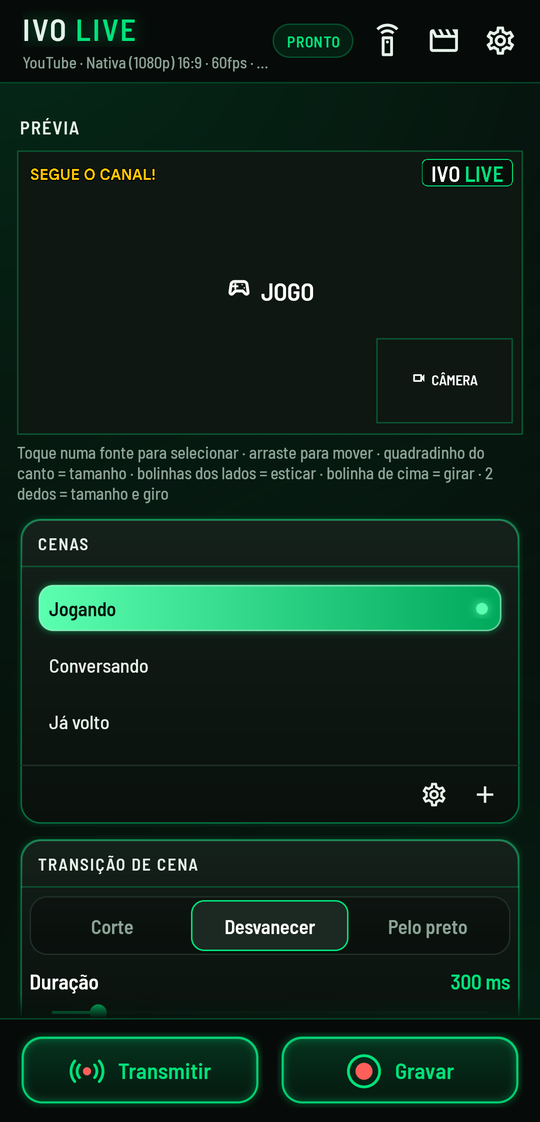 IVO LIVE
YouTube · Nativa (1080p) 16:9 · 60fps · ...
PRONTO
PRÉVIA
SEGUE O CANAL!
IVO LIVE
JOGO
CÂMERA
Toque numa fonte para selecionar · arraste para mover · quadradinho do
canto = tamanho · bolinhas dos lados = esticar · bolinha de cima = girar · 2
dedos = tamanho e giro
CENAS
Jogando
Conversando
Já volto
TRANSIÇÃO DE CENA
Corte
Desvanecer
Pelo preto
Duração
300 ms
Transmitir
Gravar